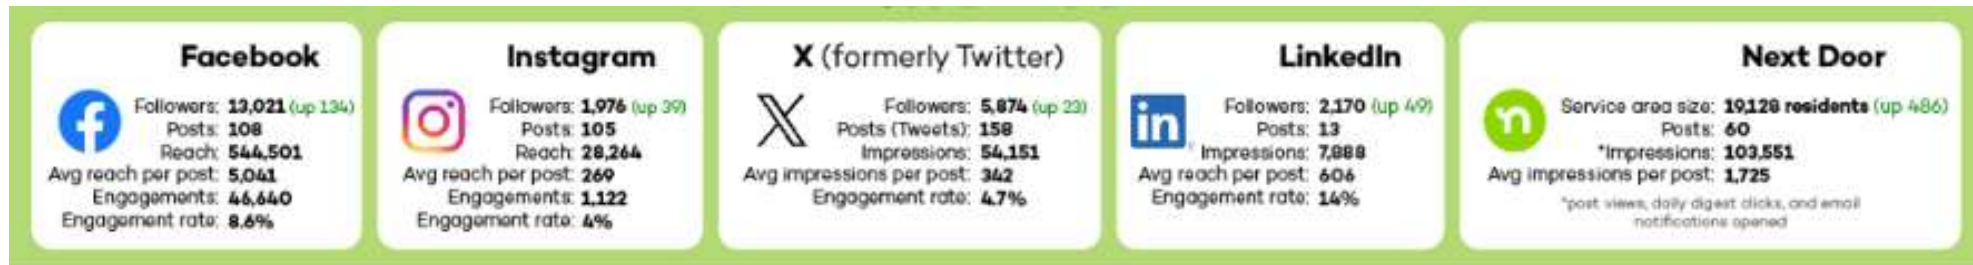 Facebook
Followers: 13,021 (up 134)
Posts: 108
Reach: 544,501
Avg reach per post: 5,041
Engagements: 46,640
Engagement rate: 8.6%
Instagram
Followers: 1,976 (up 39)
Posts: 105
Reach: 28,264
Avg reach per post: 269
Engagements: 1,122
Engagement rate: 4%
X (formerly Twitter)
Followers: 5,874 (up 23)
Posts (Tweets): 158
Impressions: 54,151
Avg impressions per post: 342
Engagement rate: 4.7%
LinkedIn
in
Followers: 2,170 (up 49)
Posts: 13
Impressions: 7,888
Avg reach per post: 606
Engagement rate: 14%
Next Door
Service area size: 19,128 residents (up 486)
Posts: 60
*Impressions: 103,551
Avg impressions per post: 1,725
*post views, daily digest clicks, and email
notifications opened